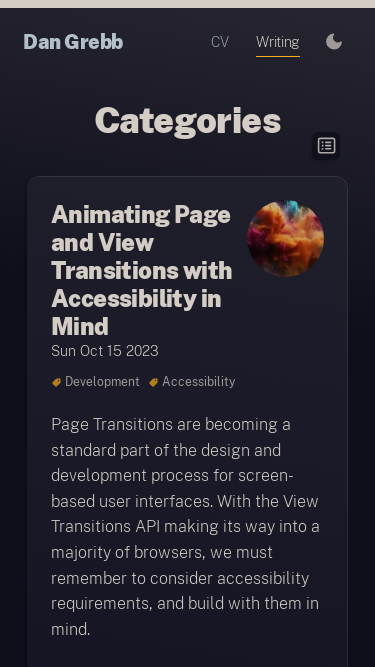 Dan Grebb
CV
Writing
Categories
Animating Page
and View
Transitions with
Accessibility in
Mind
Sun Oct 15 2023
Development
Accessibility
Page Transitions are becoming a
standard part of the design and
development process for screen-
based user interfaces. With the View
Transitions API making its way into a
majority of browsers, we must
remember to consider accessibility
requirements, and build with them in
mind.